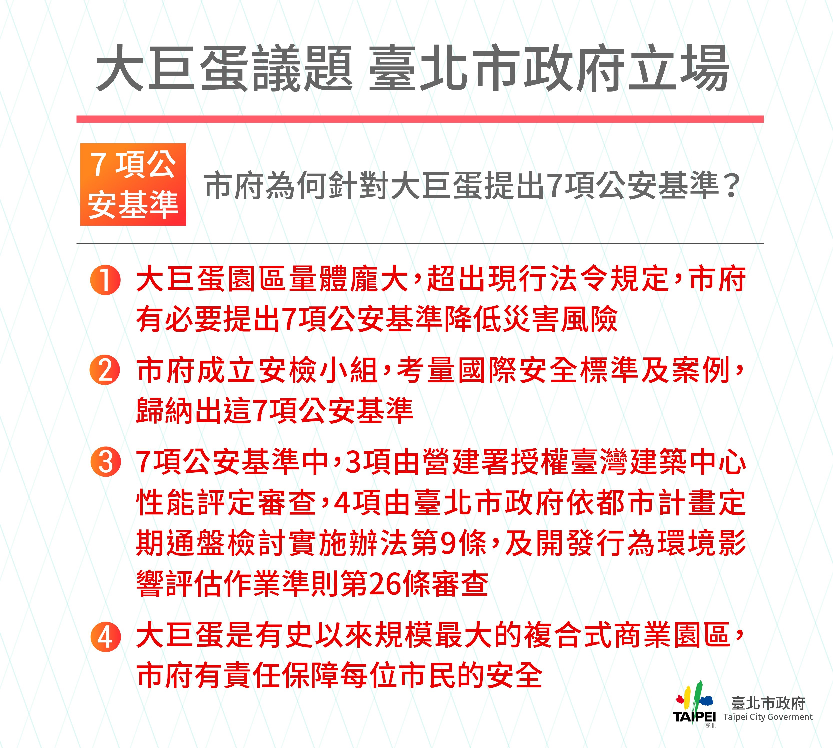 大巨蛋議題 臺北市政府立場
7 項公
安基準
市府為何針對大巨蛋提出7項公安基準？
1 大巨蛋園區量體龐大，超出現行法令規定，市府
有必要提出7項公安基準降低災害風險
2 市府成立安檢小組，考量國際安全標準及案例，
歸納出這7項公安基準
3 7項公安基準中，3項由營建署授權臺灣建築中心
性能評定審查，4項由臺北市政府依都市計畫定
期通盤檢討實施辦法第9條，及開發行為環境影
響評估作業準則第26條審查
4 大巨蛋是有史以來規模最大的複合式商業園區，
市府有責任保障每位市民的安全
TAIPEI
臺北市政府
Taipei City Goverment